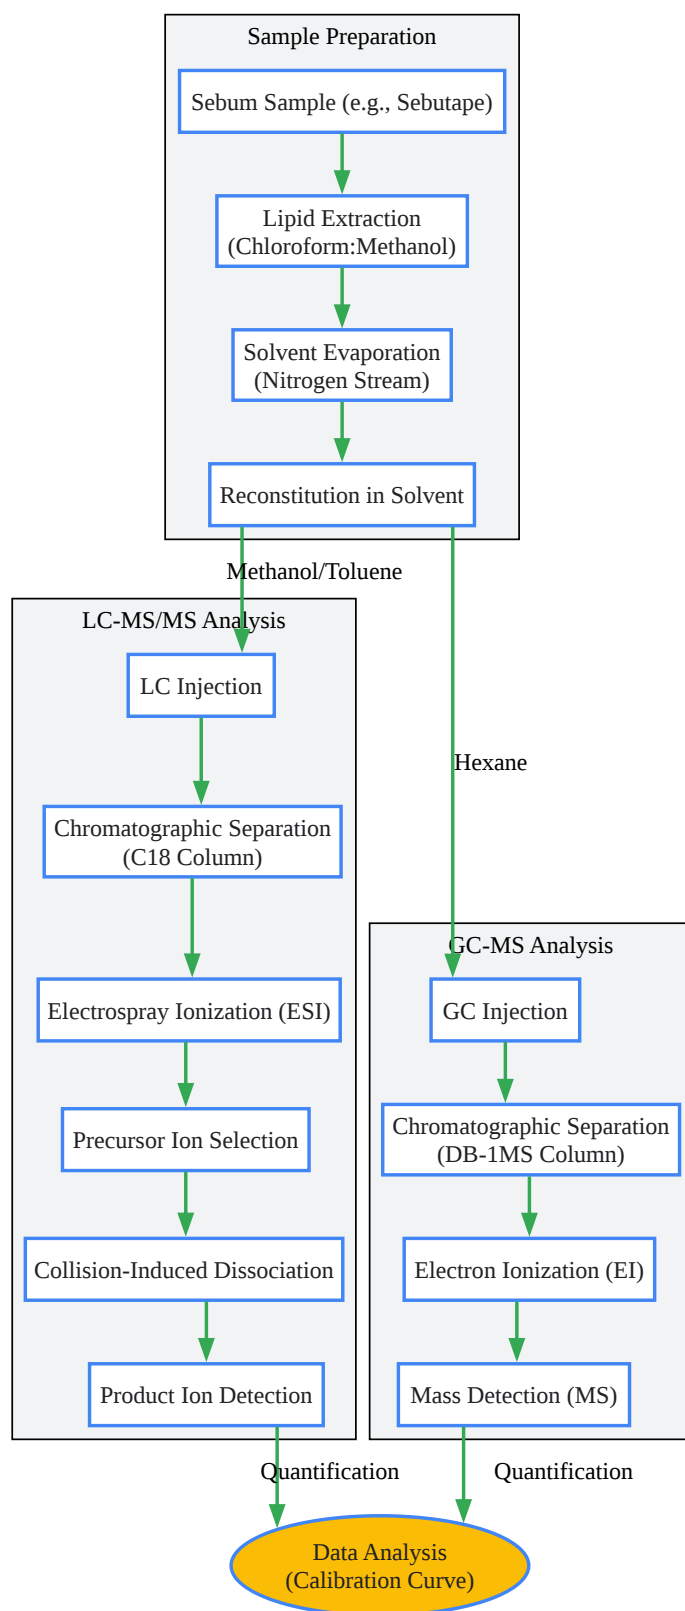 Sample Preparation
Sebum Sample (e.g., Sebutape)
Lipid Extraction
(Chloroform:Methanol)
Solvent Evaporation
(Nitrogen Stream)
Reconstitution in Solvent
Methanol/Toluene
LC-MS/MS Analysis
LC Injection
Chromatographic Separation
(C18 Column)
Electrospray Ionization (ESI)
Precursor Ion Selection
Collision-Induced Dissociation
Product Ion Detection
Quantification
Hexane
GC-MS Analysis
GC Injection
Chromatographic Separation
(DB-1MS Column)
Electron Ionization (EI)
Mass Detection (MS)
Quantification
Data Analysis
(Calibration Curve)